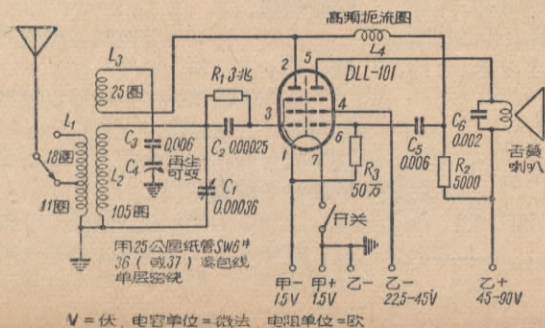 高频扼流圈
L₄
L₃
25圈
R₁ 3兆
2
5
DLL-101
L₁
18圈
11圈
L₂
105圈
C₃
0.006
C₄
再生
可变
C₂ 0.00025
C₁
0.00036
3
4
6
1
7
R₃
50万
C₅
0.006
R₂
5000
C₆
0.002
舌簧
喇叭
开关
用25公厘纸管SW6#
36（或37）漆包线
单层密绕
甲−
1.5V
甲+
1.5V
乙−
乙−
22.5-45V
乙+
45-90V
V=伏，电容单位=微法，电阻单位=欧